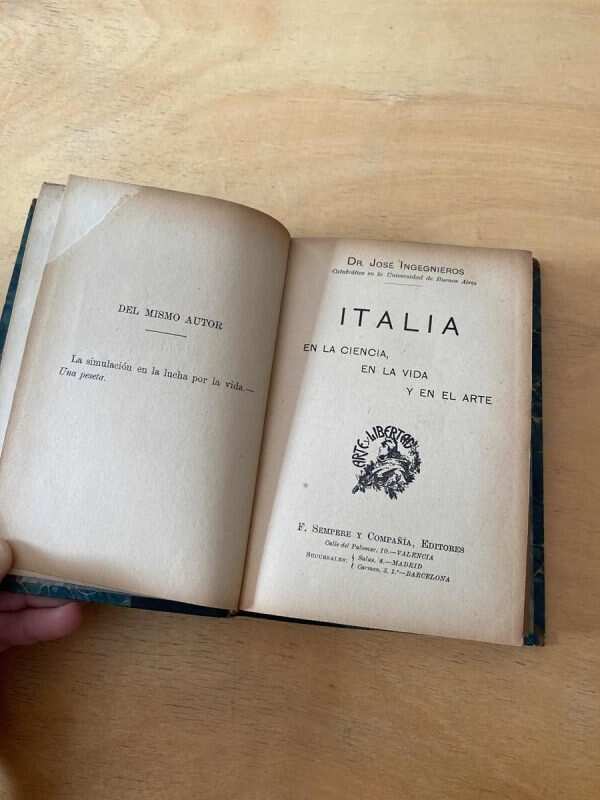 DEL MISMO AUTOR
La simulación en la lucha por la vida.—
Una peseta.
DR. JOSÉ INGEGNIEROS
Catedrático en la Universidad de Buenos Aires
ITALIA
EN LA CIENCIA,
EN LA VIDA
Y EN EL ARTE
ARTE Y LIBERTAD
F. SEMPERE Y COMPAÑÍA, EDITORES
Calle del Palomar, 10.—VALENCIA
SUCURSALES: Salas, 4.—MADRID
Carmen, 3, 1.º—BARCELONA